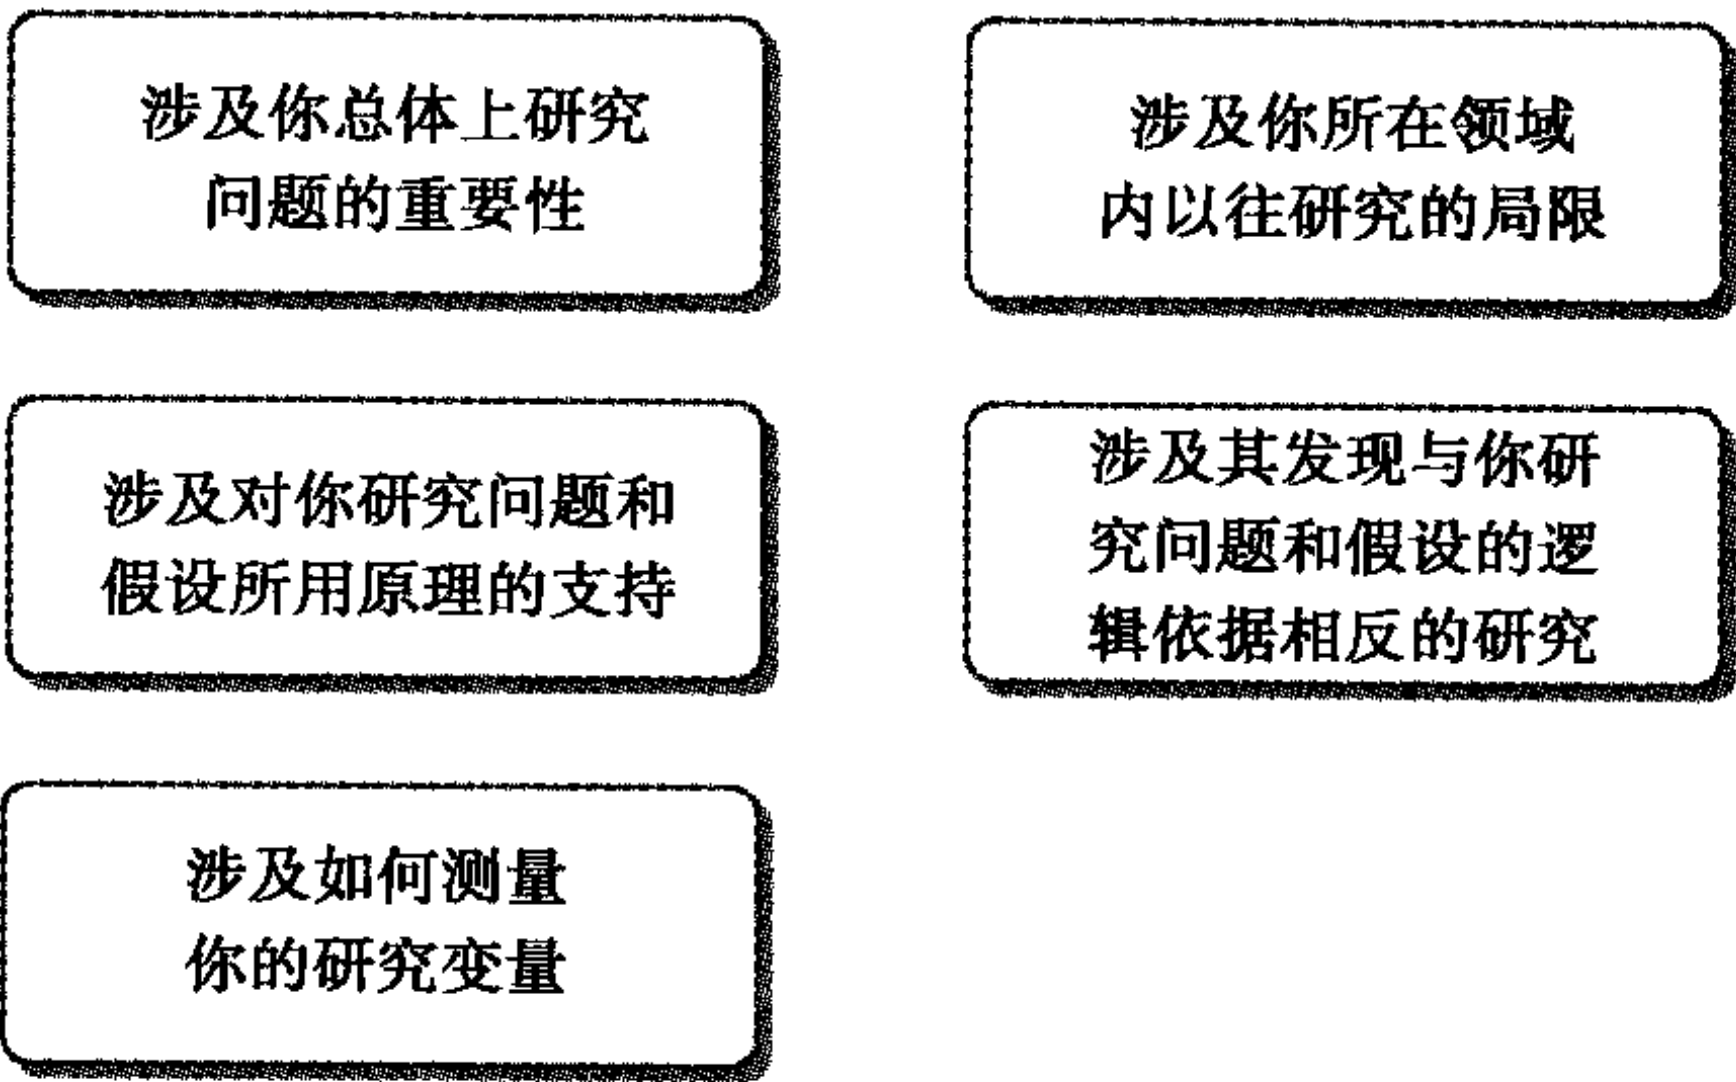 涉及你总体上研究
问题的重要性
涉及你所在领域
内以往研究的局限
涉及对你研究问题和
假设所用原理的支持
涉及其发现与你研
究问题和假设的逻
辑依据相反的研究
涉及如何测量
你的研究变量